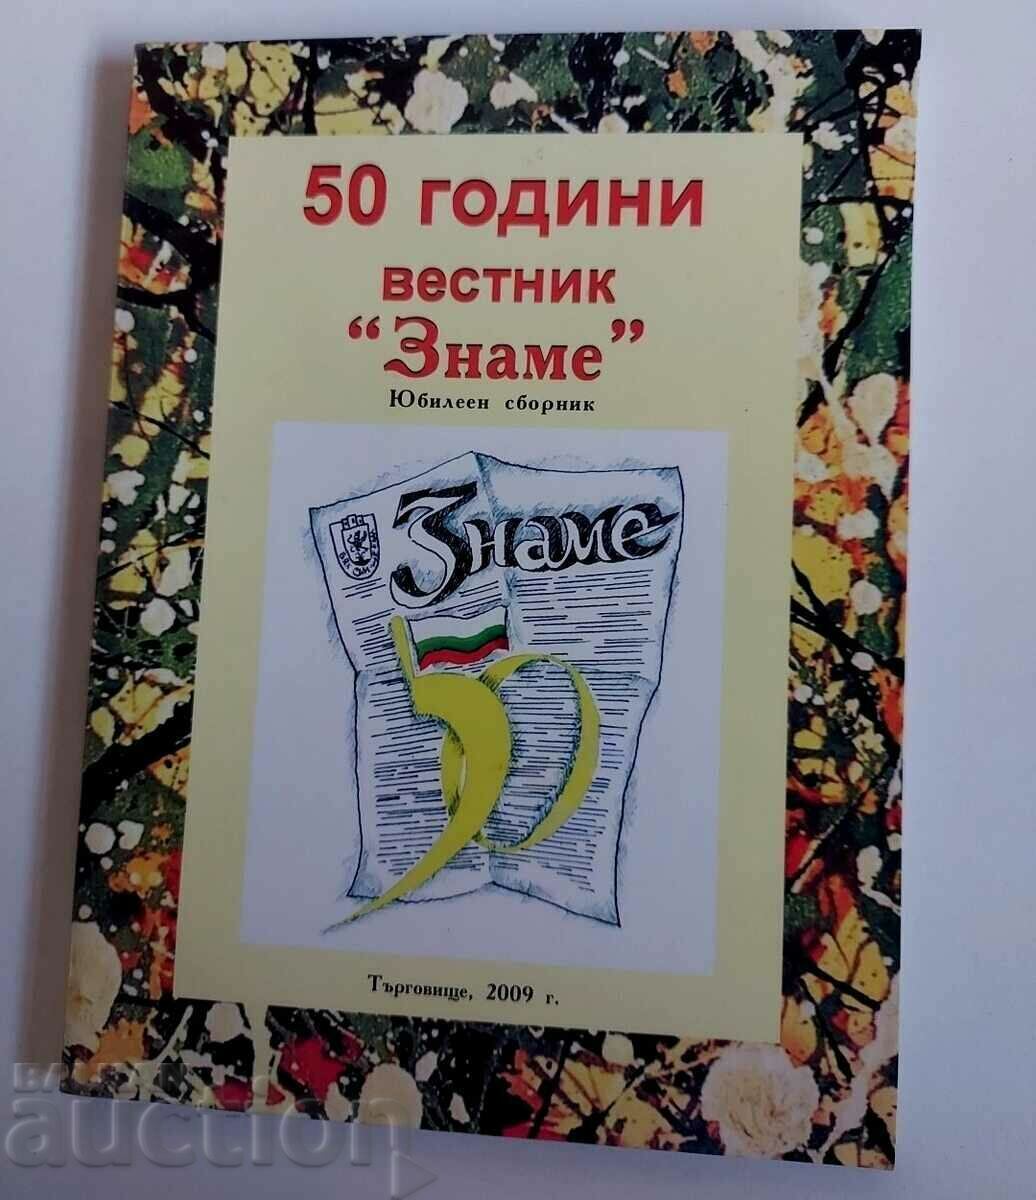 50 години
вестник
“Знаме”
Юбилеен сборник
Знаме
50
Търговище, 2009 г.
auction